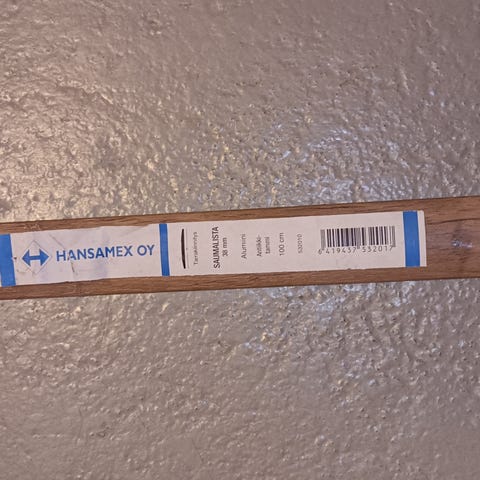 HANSAMEX OY
Tarrakiinnitys
SAUMALISTA
38 mm
Alumiini
Antiikki-
tammi
100 cm
532010
6 419437 532017